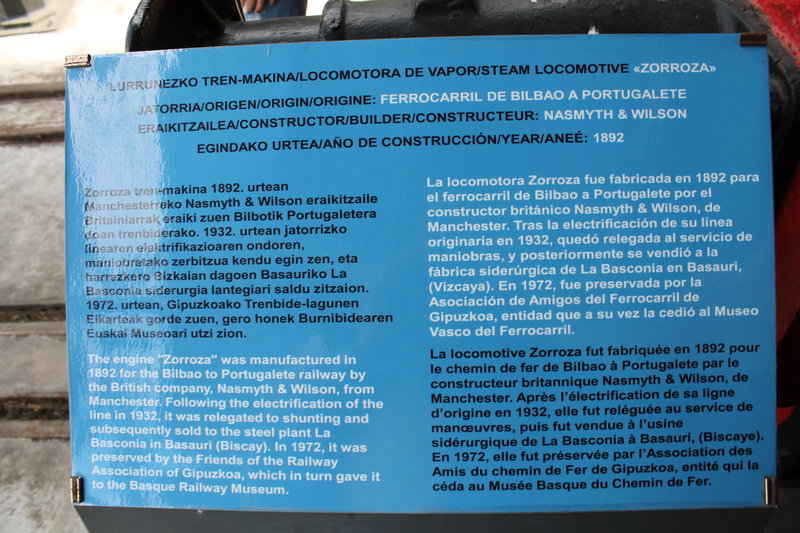 LURRUNEZKO TREN-MAKINA/LOCOMOTORA DE VAPOR/STEAM LOCOMOTIVE «ZORROZA»
JATORRIA/ORIGEN/ORIGIN/ORIGINE: FERROCARRIL DE BILBAO A PORTUGALETE
ERAIKITZAILEA/CONSTRUCTOR/BUILDER/CONSTRUCTEUR: NASMYTH & WILSON
EGINDAKO URTEA/AÑO DE CONSTRUCCIÓN/YEAR/ANEÉ: 1892
Zorroza tren-makina 1892. urtean
Manchesterreko Nasmyth & Wilson eraikitzaile
Britainiarrak eraiki zuen Bilbotik Portugaletera
doan trenbiderako. 1932. urtean jatorrizko
linearen elektrifikazioaren ondoren,
maniobretako zerbitzua kendu egin zen, eta
harrezkero Bizkaian dagoen Basauriko La
Basconia siderurgia lantegiari saldu zitzaion.
1972. urtean, Gipuzkoako Trenbide-lagunen
Elkarteak gorde zuen, gero honek Burnibidearen
Euskal Museoari utzi zion.
The engine "Zorroza" was manufactured in
1892 for the Bilbao to Portugalete railway by
the British company, Nasmyth & Wilson, from
Manchester. Following the electrification of the
line in 1932, it was relegated to shunting and
subsequently sold to the steel plant La
Basconia in Basauri (Biscay). In 1972, it was
preserved by the Friends of the Railway
Association of Gipuzkoa, which in turn gave it
to the Basque Railway Museum.
La locomotora Zorroza fue fabricada en 1892 para
el ferrocarril de Bilbao a Portugalete por el
constructor británico Nasmyth & Wilson, de
Manchester. Tras la electrificación de su línea
originaria en 1932, quedó relegada al servicio de
maniobras, y posteriormente se vendió a la
fábrica siderúrgica de La Basconia en Basauri,
(Vizcaya). En 1972, fue preservada por la
Asociación de Amigos del Ferrocarril de
Gipuzkoa, entidad que a su vez la cedió al Museo
Vasco del Ferrocarril.
La locomotive Zorroza fut fabriquée en 1892 pour
le chemin de fer de Bilbao à Portugalete par le
constructeur britannique Nasmyth & Wilson, de
Manchester. Après l'électrification de sa ligne
d'origine en 1932, elle fut reléguée au service de
manœuvres, puis fut vendue à l'usine
sidérurgique de La Basconia à Basauri, (Biscaye).
En 1972, elle fut préservée par l'Association des
Amis du chemin de Fer de Gipuzkoa, entité qui la
céda au Musée Basque du Chemin de Fer.